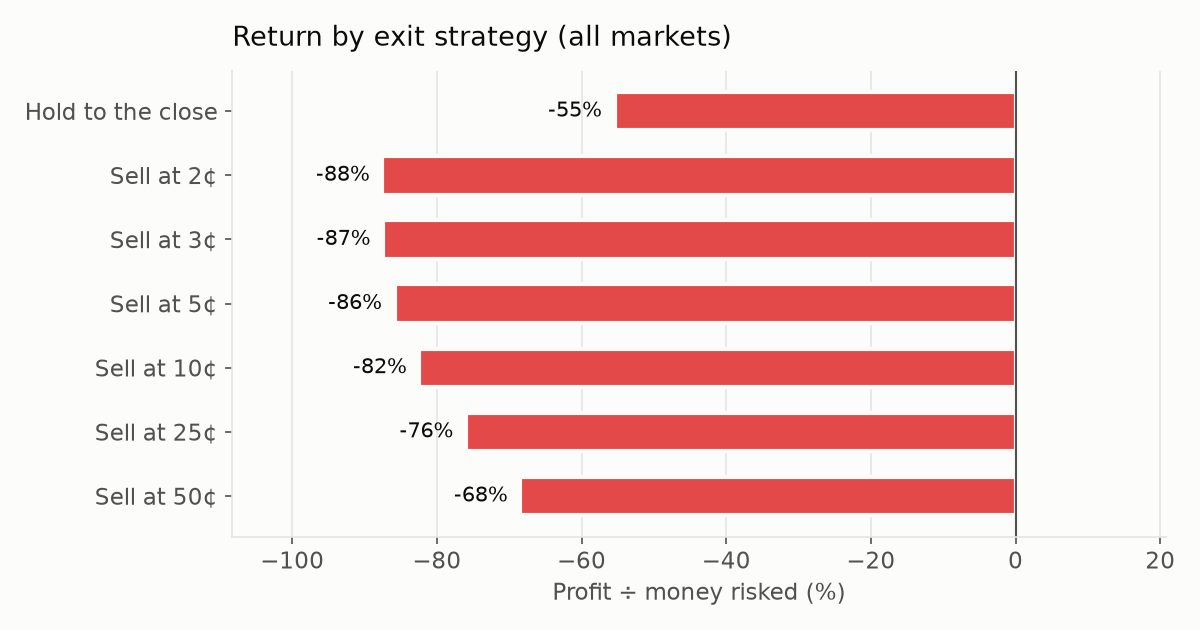 Return by exit strategy (all markets)
Hold to the close
-55%
Sell at 2¢
-88%
Sell at 3¢
-87%
Sell at 5¢
-86%
Sell at 10¢
-82%
Sell at 25¢
-76%
Sell at 50¢
-68%
−100 −80 −60 −40 −20 0 20
Profit ÷ money risked (%)